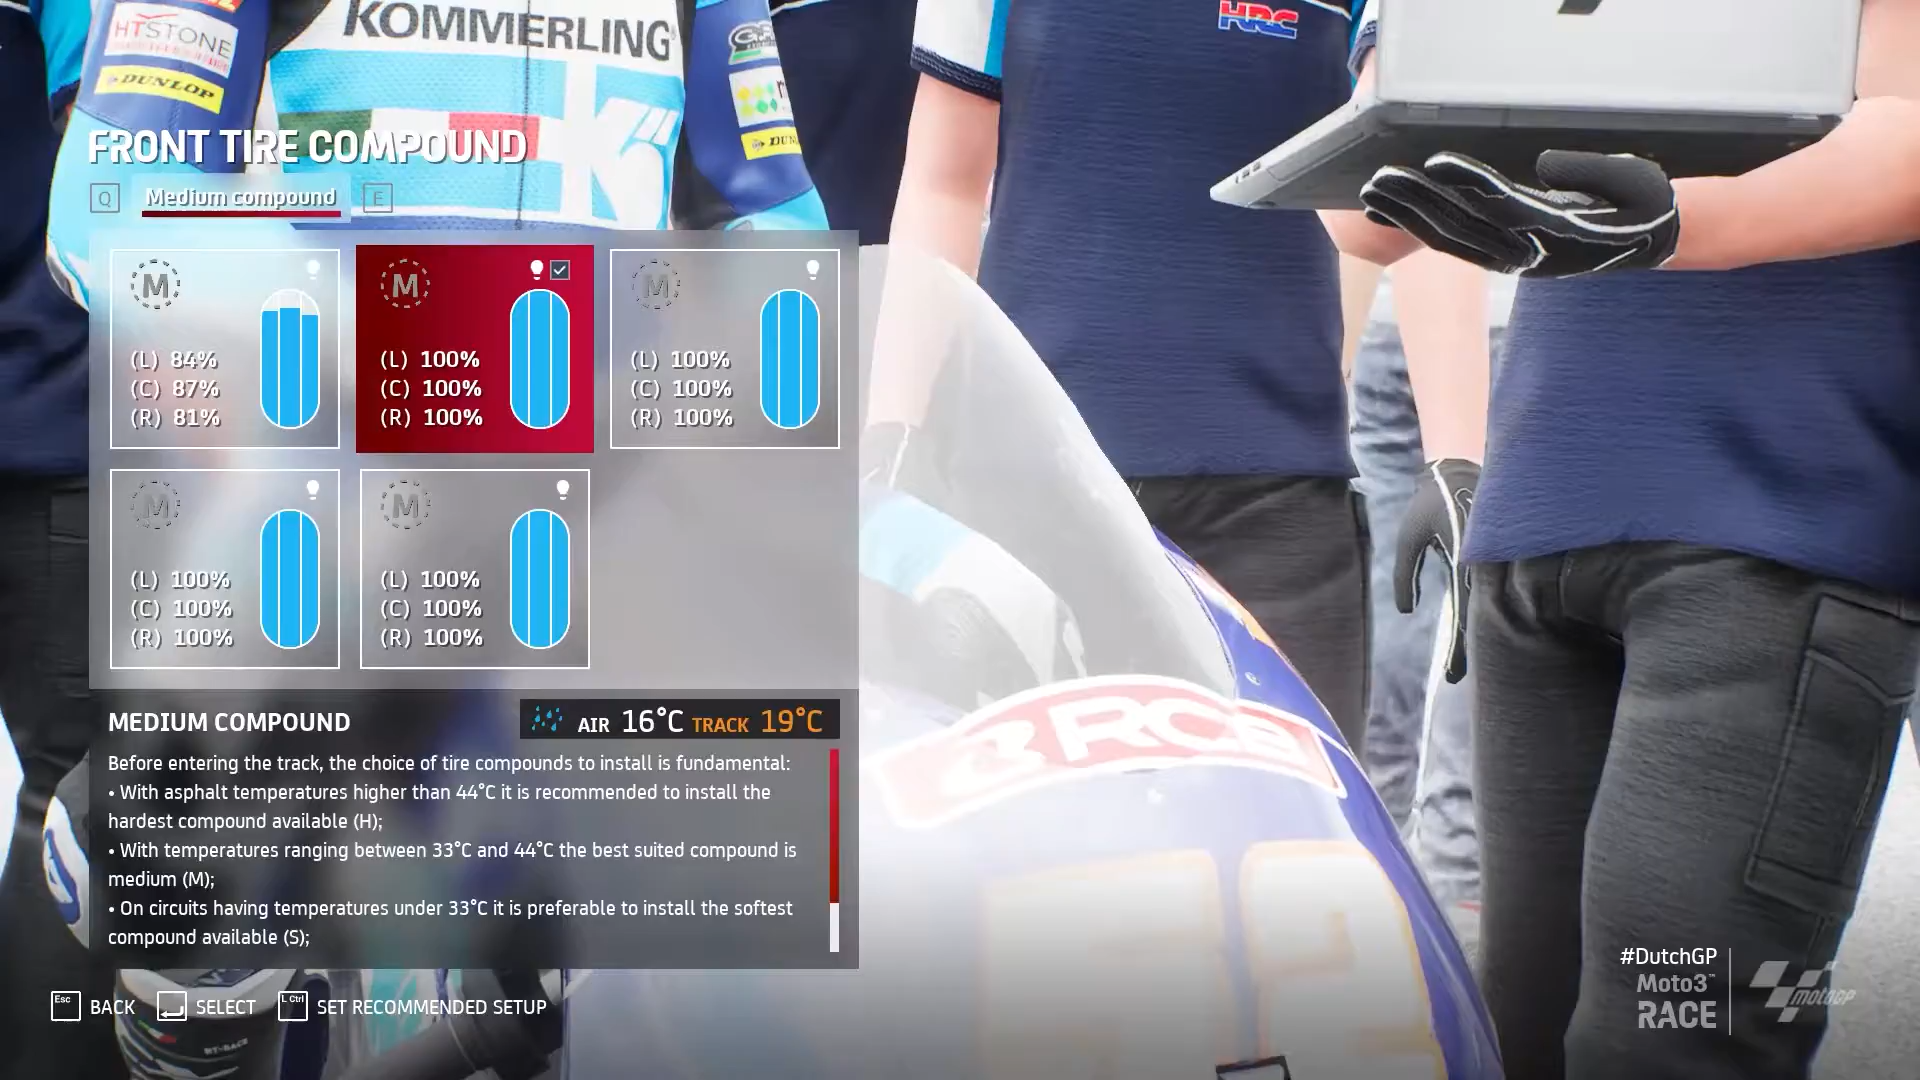 KOMMERLING
HTSTONE
DUNLOP
HRC
FRONT TIRE COMPOUND
Q Medium compound E
M
(L) 84%
(C) 87%
(R) 81%
M
(L) 100%
(C) 100%
(R) 100%
M
(L) 100%
(C) 100%
(R) 100%
M
(L) 100%
(C) 100%
(R) 100%
M
(L) 100%
(C) 100%
(R) 100%
MEDIUM COMPOUND
AIR 16°C TRACK 19°C
Before entering the track, the choice of tire compounds to install is fundamental:
• With asphalt temperatures higher than 44°C it is recommended to install the
hardest compound available (H);
• With temperatures ranging between 33°C and 44°C the best suited compound is
medium (M);
• On circuits having temperatures under 33°C it is preferable to install the softest
compound available (S);
RCB
Esc BACK SELECT L Ctrl SET RECOMMENDED SETUP
#DutchGP
Moto3™
RACE
motoGP